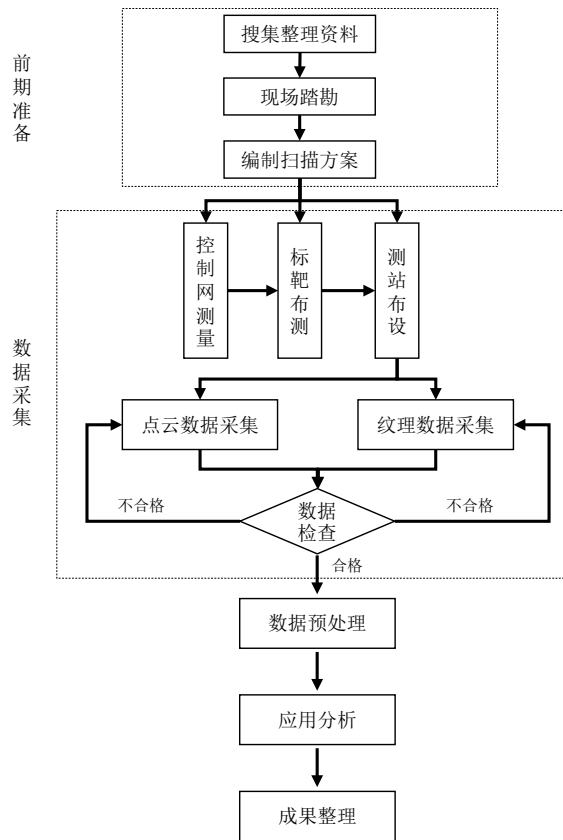 搜集整理资料
前期准备
现场踏勘
编制扫描方案
控制网测量
标靶布测
测站布设
数据采集
点云数据采集
纹理数据采集
不合格
数据
检查
不合格
合格
数据预处理
应用分析
成果整理